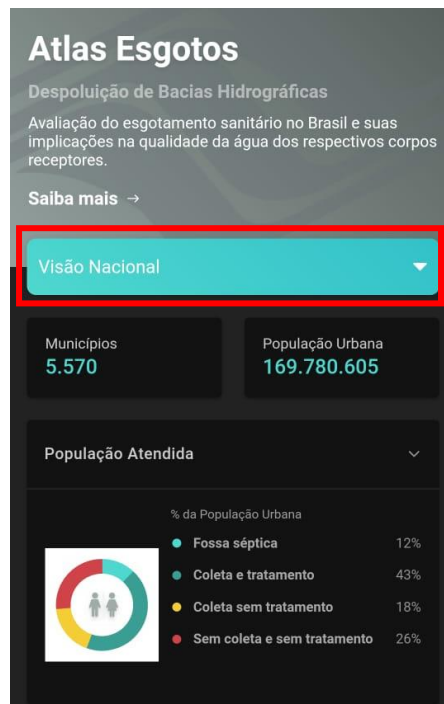 Atlas Esgotos
Despoluição de Bacias Hidrográficas
Avaliação do esgotamento sanitário no Brasil e suas
implicações na qualidade da água dos respectivos corpos
receptores.
Saiba mais →
Visão Nacional
Municípios
5.570
População Urbana
169.780.605
População Atendida
% da População Urbana
Fossa séptica 12%
Coleta e tratamento 43%
Coleta sem tratamento 18%
Sem coleta e sem tratamento 26%